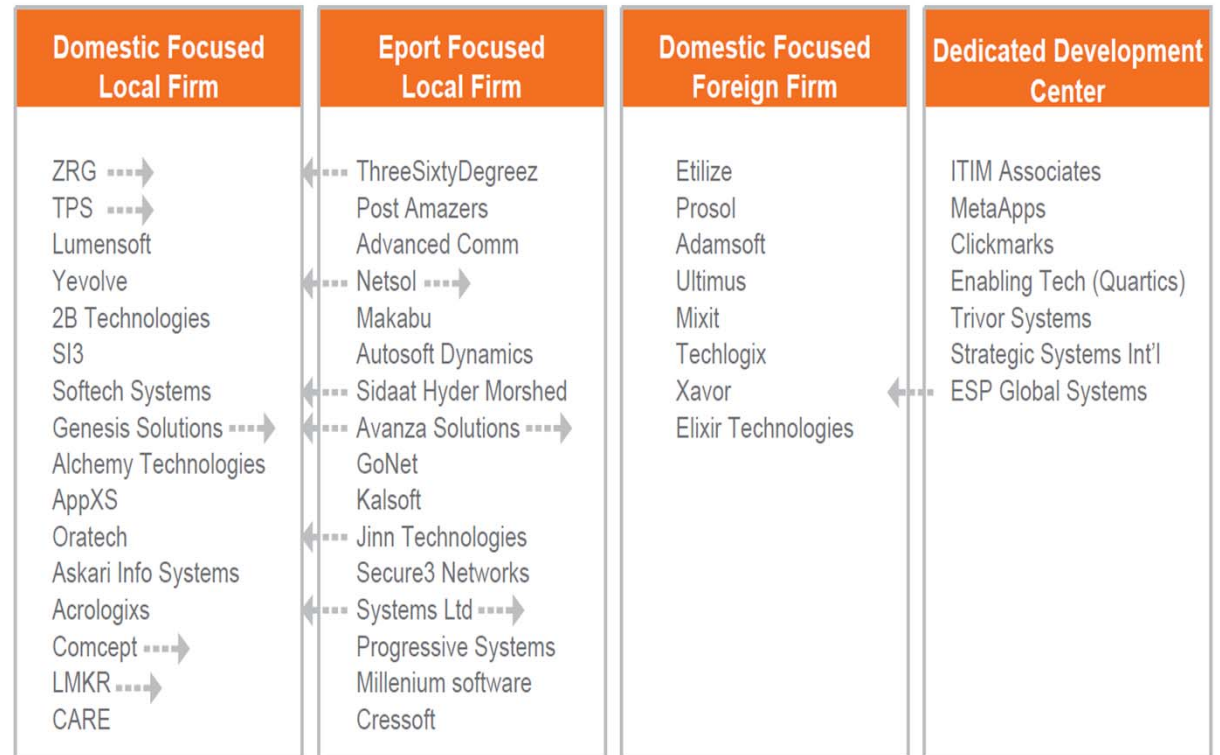 Domestic Focused
Local Firm
ZRG
TPS
Lumensoft
Yevolve
2B Technologies
SI3
Softech Systems
Genesis Solutions
Alchemy Technologies
AppXS
Oratech
Askari Info Systems
Acrologixs
Comcept
LMKR
CARE
Eport Focused
Local Firm
ThreeSixtyDegreez
Post Amazers
Advanced Comm
Netsol
Makabu
Autosoft Dynamics
Sidaat Hyder Morshed
Avanza Solutions
GoNet
Kalsoft
Jinn Technologies
Secure3 Networks
Systems Ltd
Progressive Systems
Millenium software
Cressoft
Domestic Focused
Foreign Firm
Etilize
Prosol
Adamsoft
Ultimus
Mixit
Techlogix
Xavor
Elixir Technologies
Dedicated Development
Center
ITIM Associates
MetaApps
Clickmarks
Enabling Tech (Quartics)
Trivor Systems
Strategic Systems Int'l
ESP Global Systems